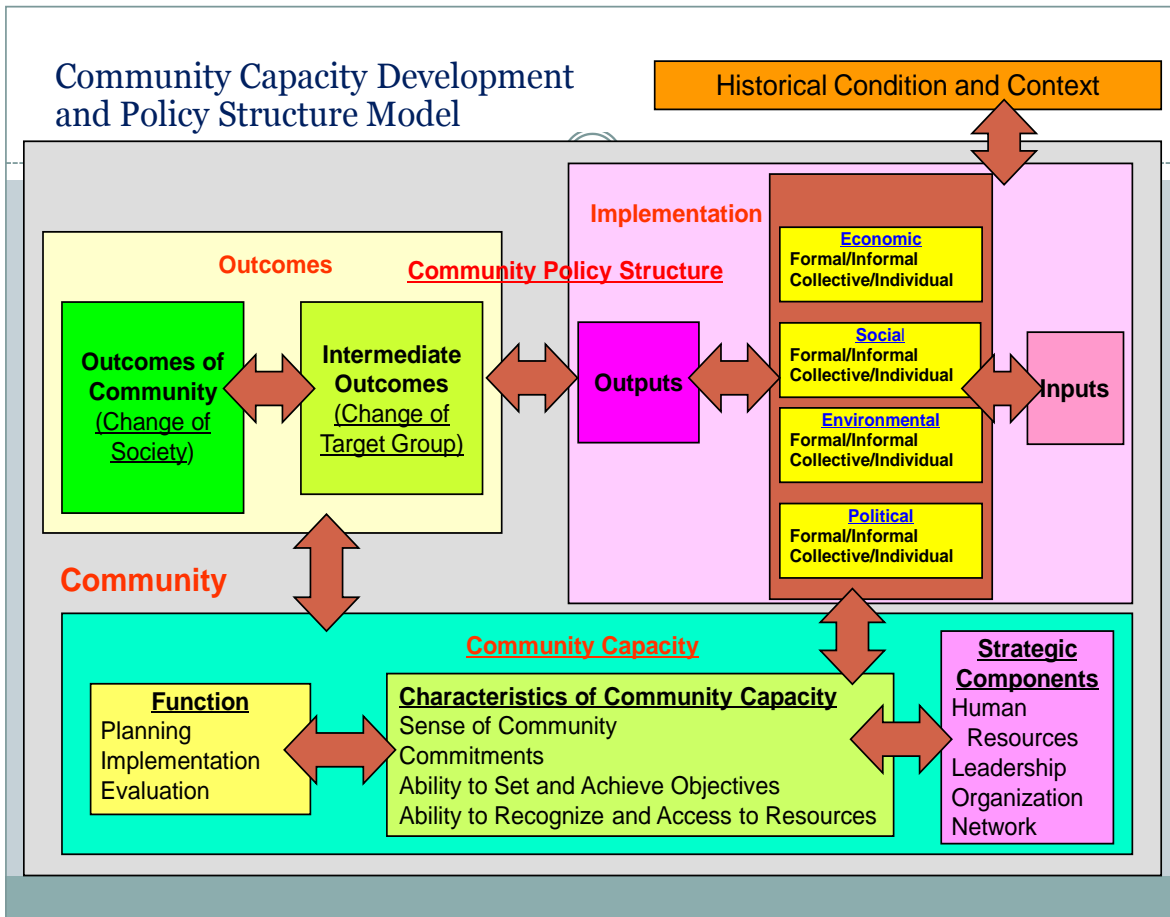 Community Capacity Development
and Policy Structure Model
Historical Condition and Context
Implementation
Outcomes
Community Policy Structure
Outcomes of
Community
(Change of
Society)
Intermediate
Outcomes
(Change of
Target Group)
Outputs
Economic
Formal/Informal
Collective/Individual
Social
Formal/Informal
Collective/Individual
Environmental
Formal/Informal
Collective/Individual
Political
Formal/Informal
Collective/Individual
Inputs
Community
Community Capacity
Function
Planning
Implementation
Evaluation
Characteristics of Community Capacity
Sense of Community
Commitments
Ability to Set and Achieve Objectives
Ability to Recognize and Access to Resources
Strategic
Components
Human
Resources
Leadership
Organization
Network